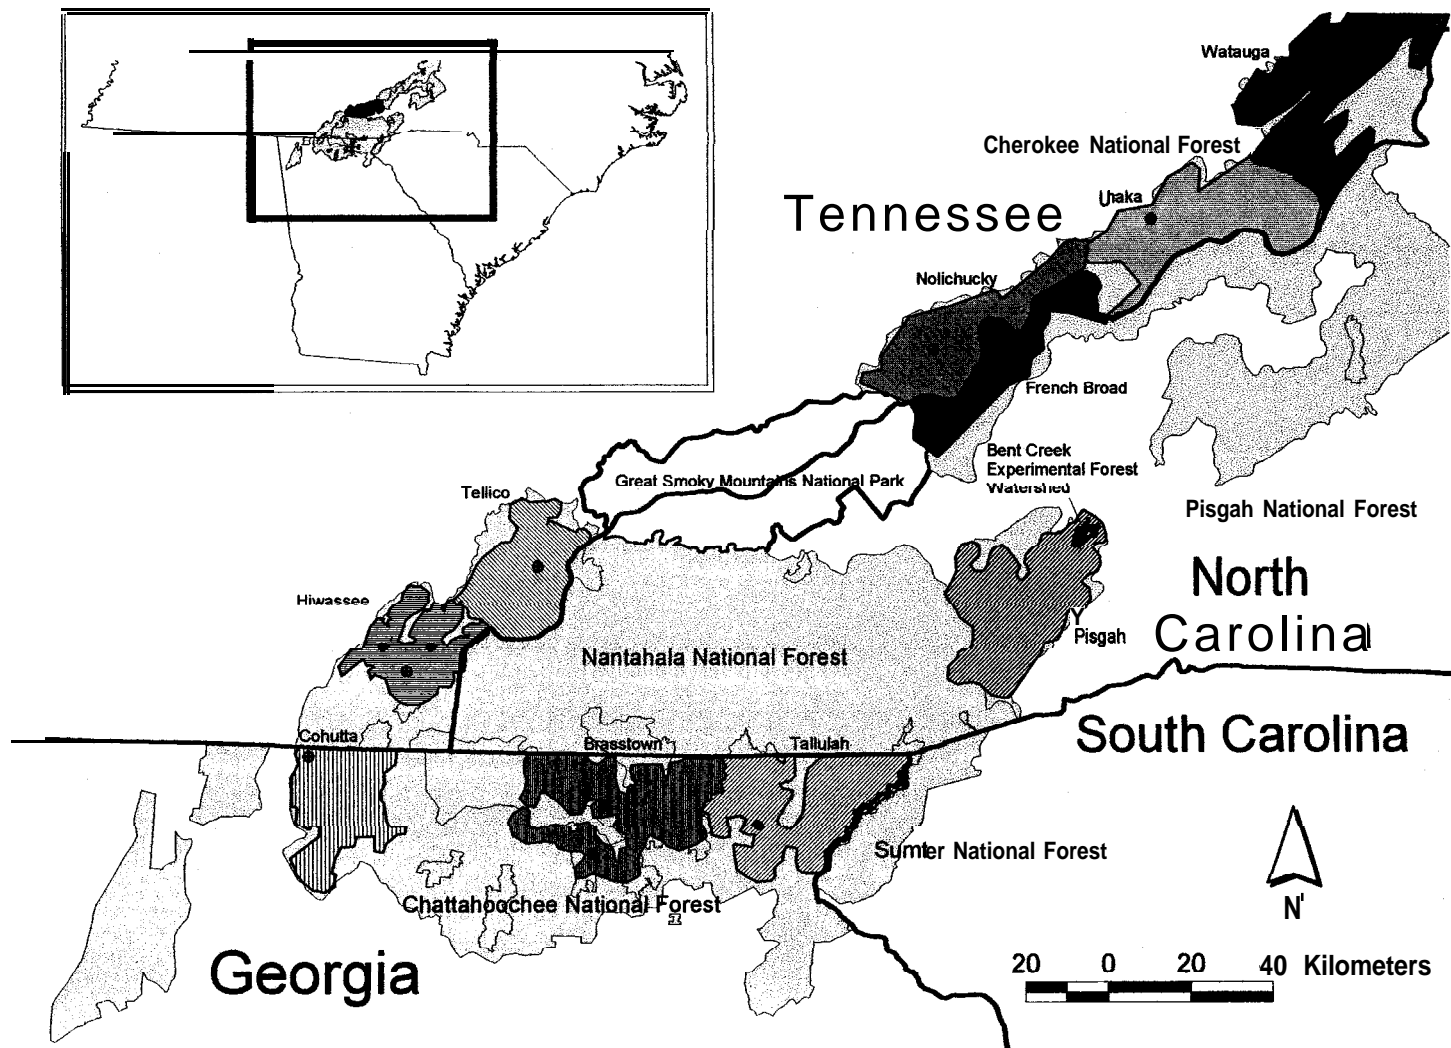 Watauga
Cherokee National Forest
Unaka
Tennessee
Nolichucky
French Broad
Bent Creek
Experimental Forest
Watershed
Great Smoky Mountains National Park
Tellico
Pisgah National Forest
North
Carolina
Hiwassee
Pisgah
Nantahala National Forest
South Carolina
Cohutta
Brasstown
Tallulah
Sumter National Forest
Chattahoochee National Forest
N
Georgia
20 0 20 40 Kilometers